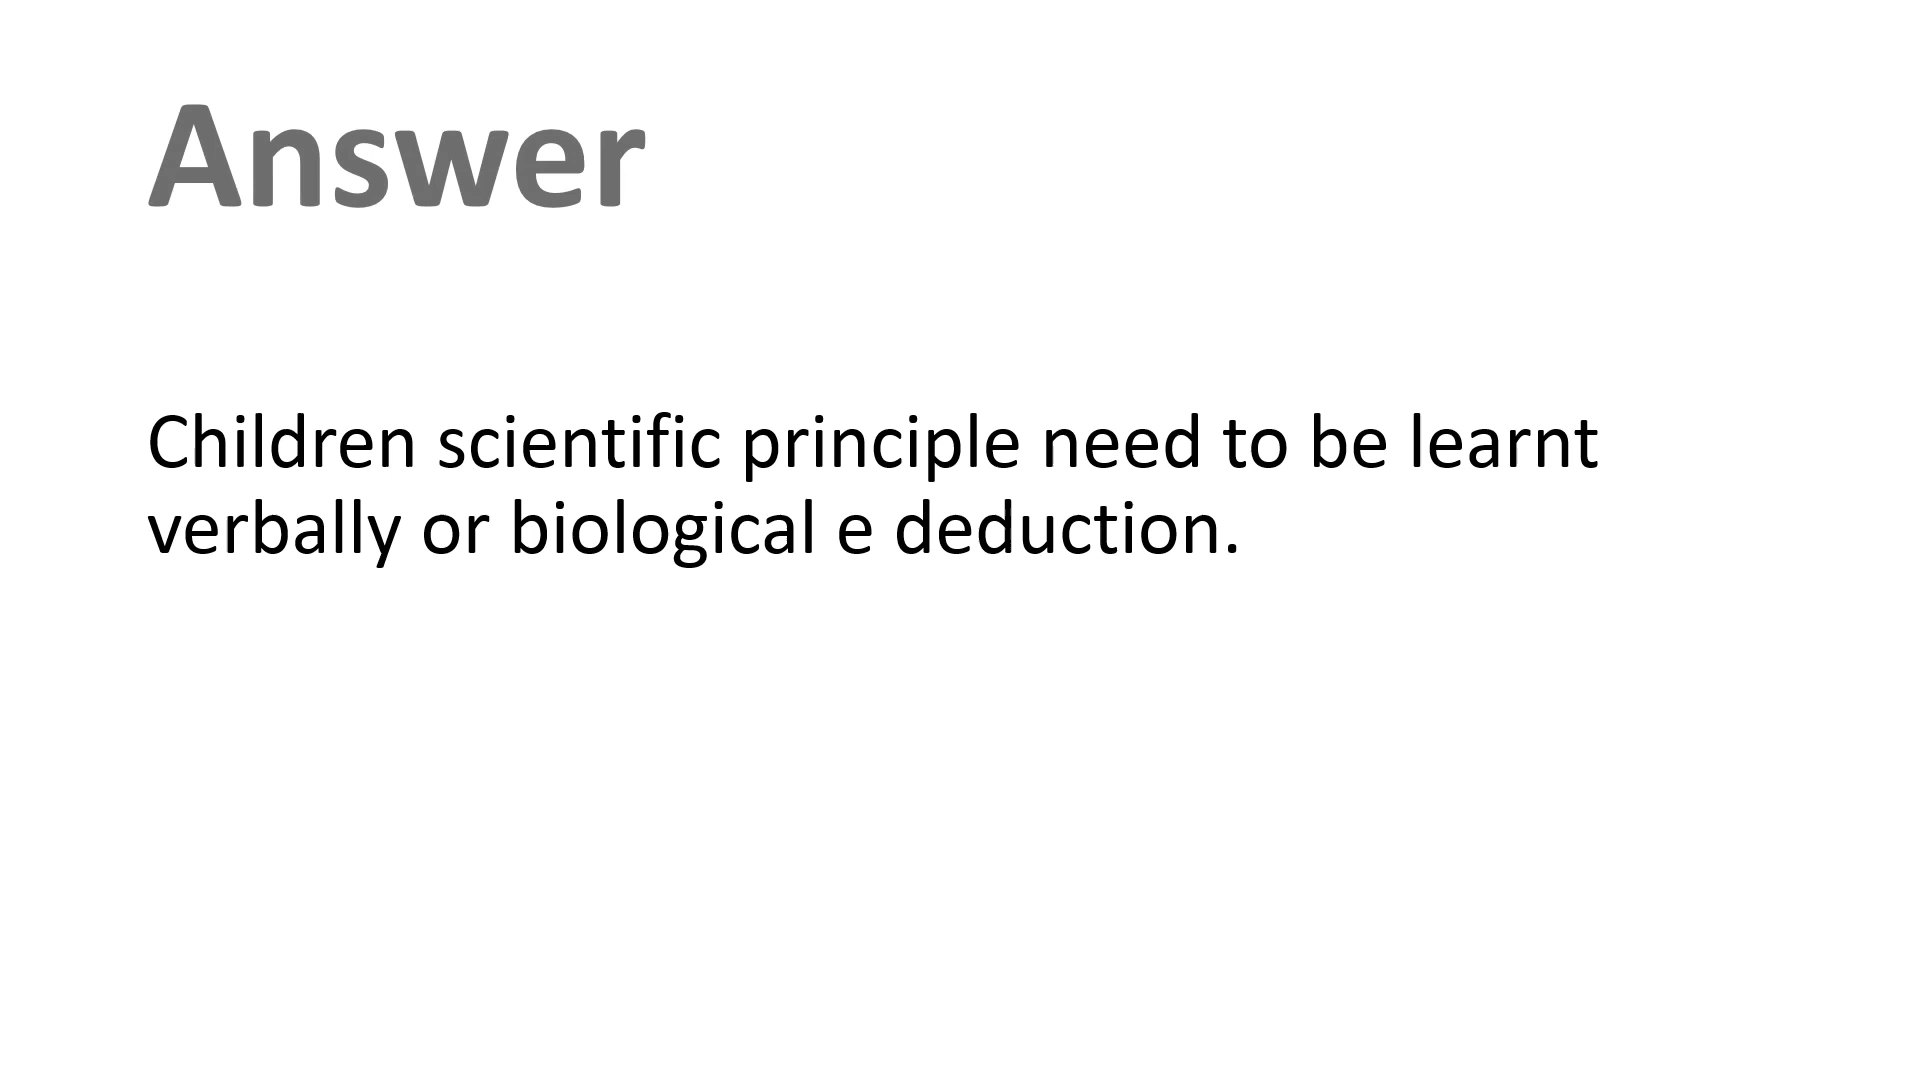 Answer
Children scientific principle need to be learnt
verbally or biological e deduction.